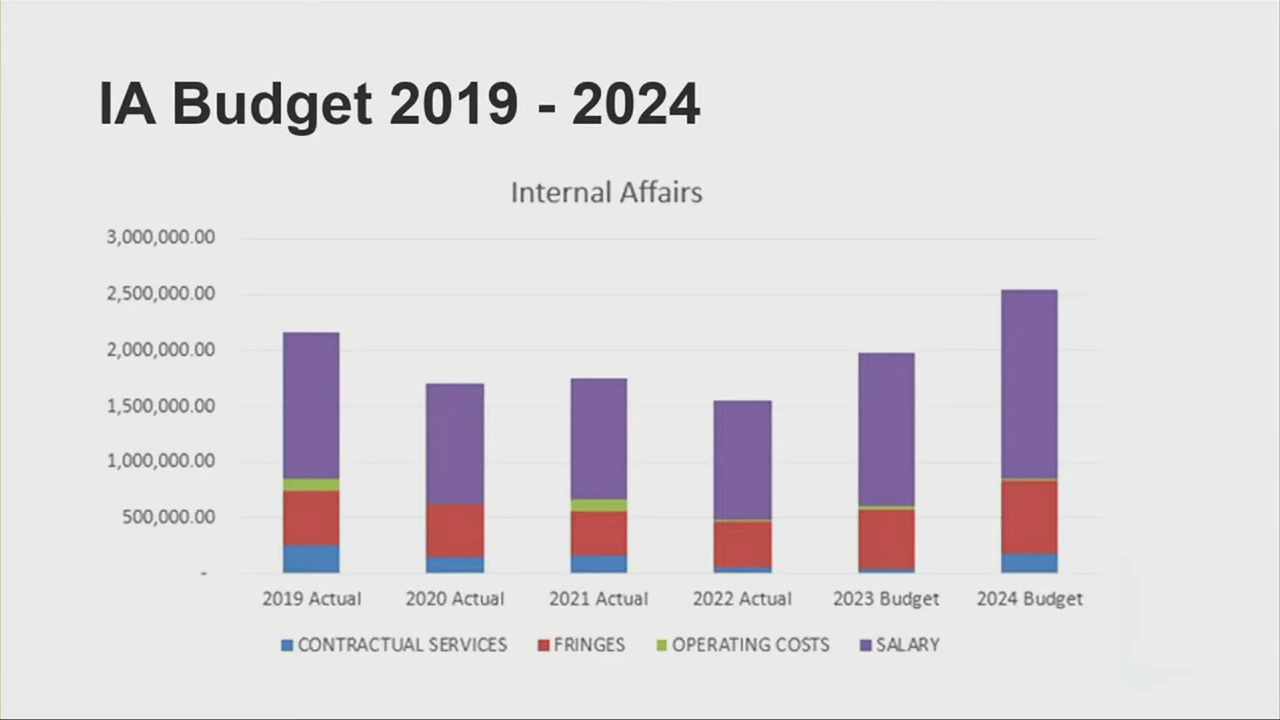 IA Budget 2019 - 2024
Internal Affairs
3,000,000.00
2,500,000.00
2,000,000.00
1,500,000.00
1,000,000.00
500,000.00
-
2019 Actual 2020 Actual 2021 Actual 2022 Actual 2023 Budget 2024 Budget
CONTRACTUAL SERVICES FRINGES OPERATING COSTS SALARY